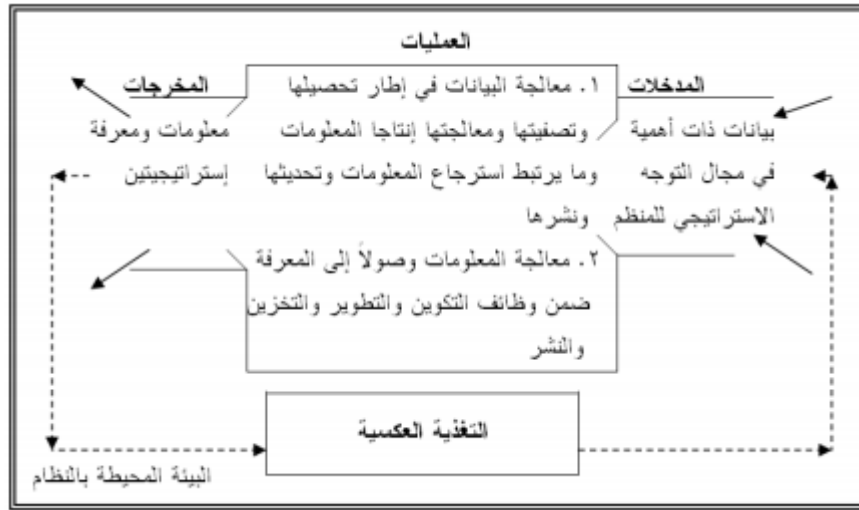 العمليات
المدخلات
بيانات ذات أهمية
في مجال التوجه
الاستراتيجي للمنظم
١. معالجة البيانات في إطار تحصيلها
وتصفيتها ومعالجتها إنتاجا المعلومات
وما يرتبط استرجاع المعلومات وتحديثها
ونشرها
٢. معالجة المعلومات وصولاً إلى المعرفة
ضمن وظائف التكوين والتطوير والتخزين
والنشر
المخرجات
معلومات ومعرفة
إستراتيجيتين
التغذية العكسية
البيئة المحيطة بالنظام